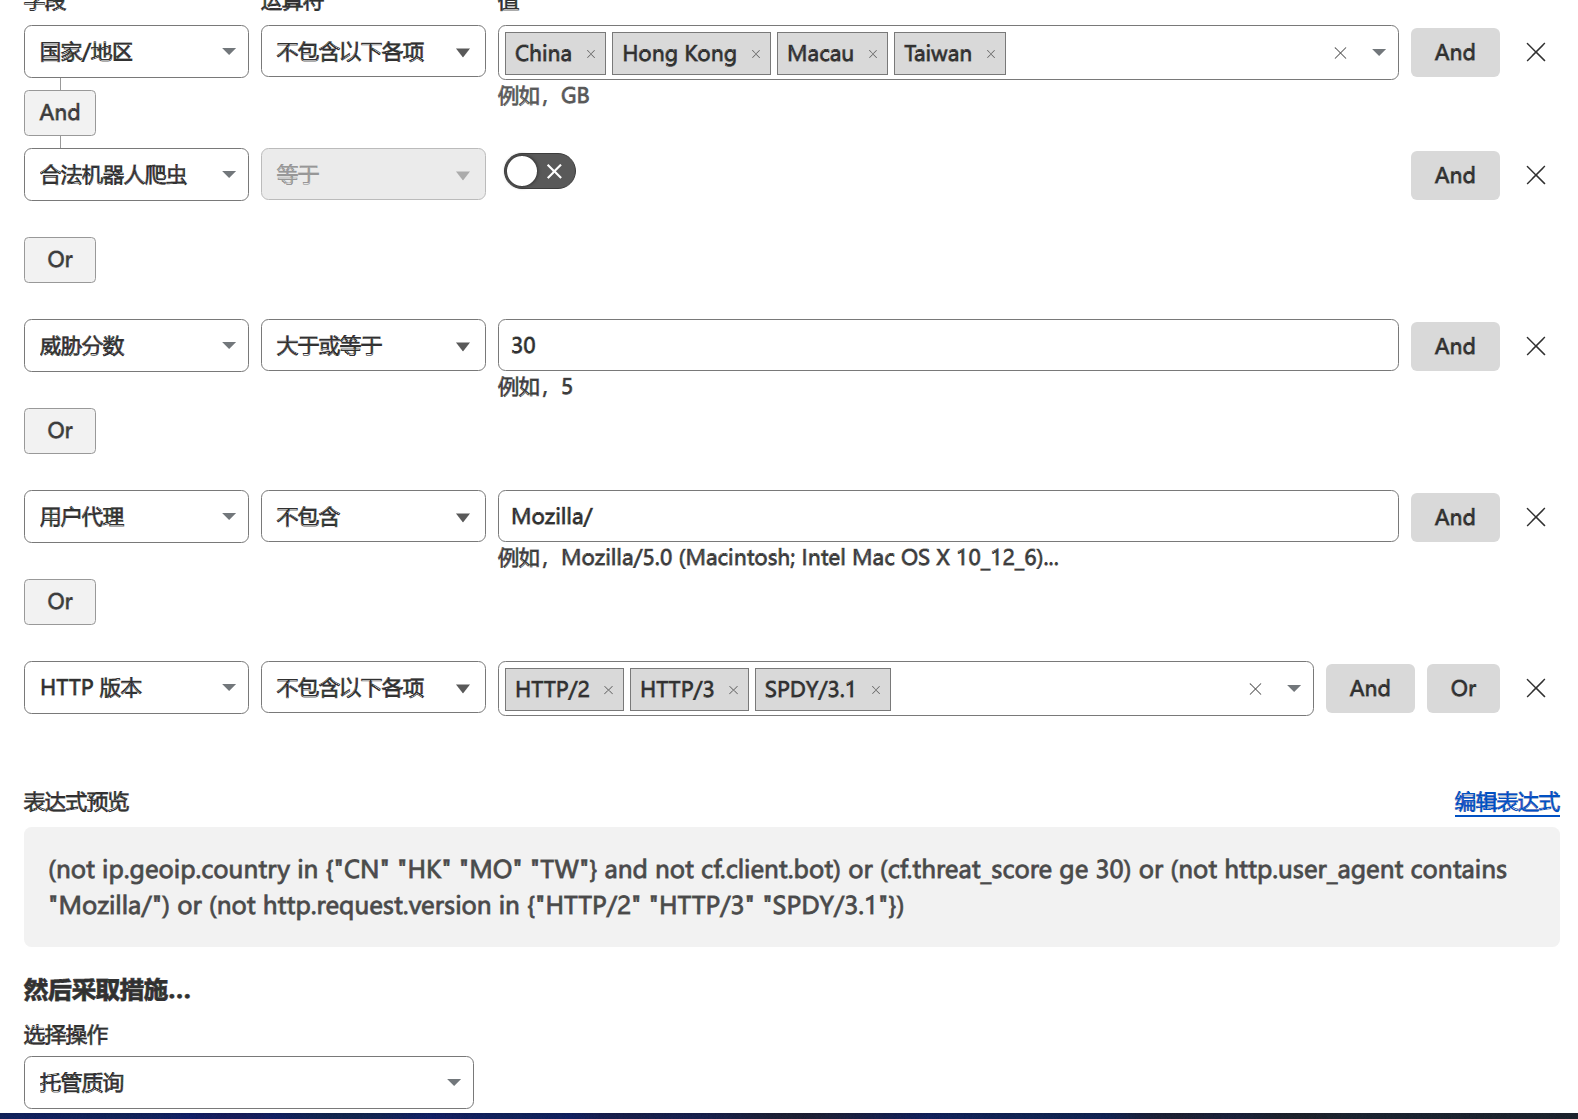 字段 运算符 值
国家/地区 不包含以下各项 China × Hong Kong × Macau × Taiwan × And
例如，GB
And
合法机器人爬虫 等于 And
Or
威胁分数 大于或等于 30 And
例如，5
Or
用户代理 不包含 Mozilla/ And
例如，Mozilla/5.0 (Macintosh; Intel Mac OS X 10_12_6)...
Or
HTTP 版本 不包含以下各项 HTTP/2 × HTTP/3 × SPDY/3.1 × And Or
表达式预览 编辑表达式
(not ip.geoip.country in {"CN" "HK" "MO" "TW"} and not cf.client.bot) or (cf.threat_score ge 30) or (not http.user_agent contains
"Mozilla/") or (not http.request.version in {"HTTP/2" "HTTP/3" "SPDY/3.1"})
然后采取措施...
选择操作
托管质询